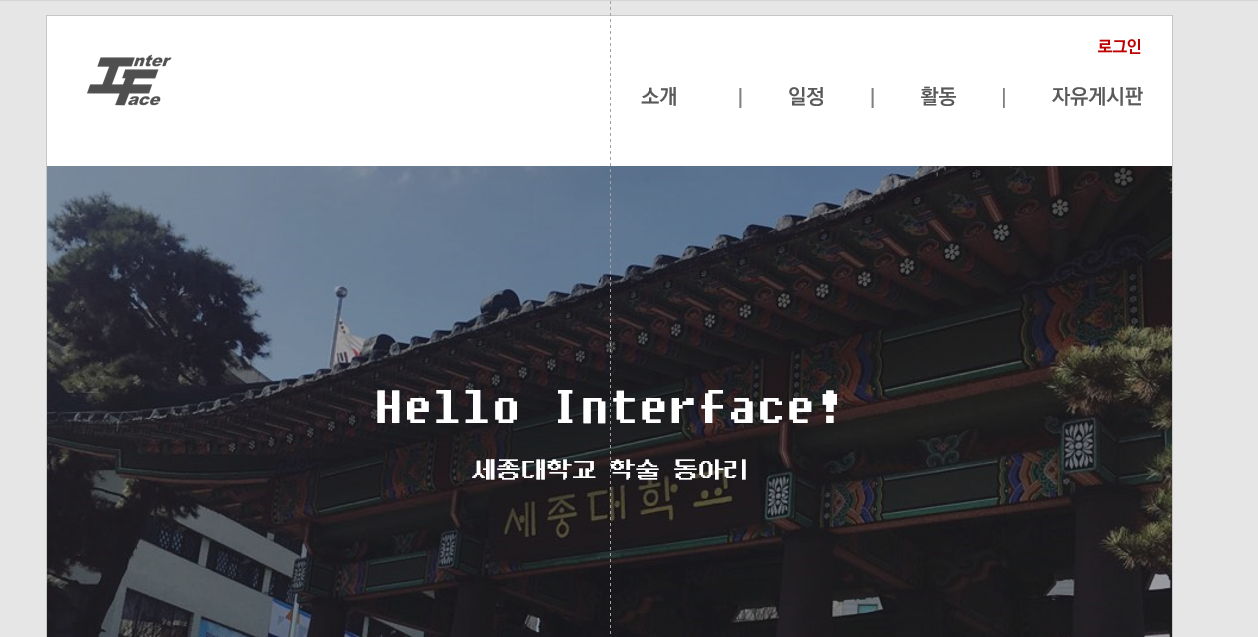 Inter
Face
로그인
소개 | 일정 | 활동 | 자유게시판
Hello Interface!
세종대학교 학술 동아리
세종대학교